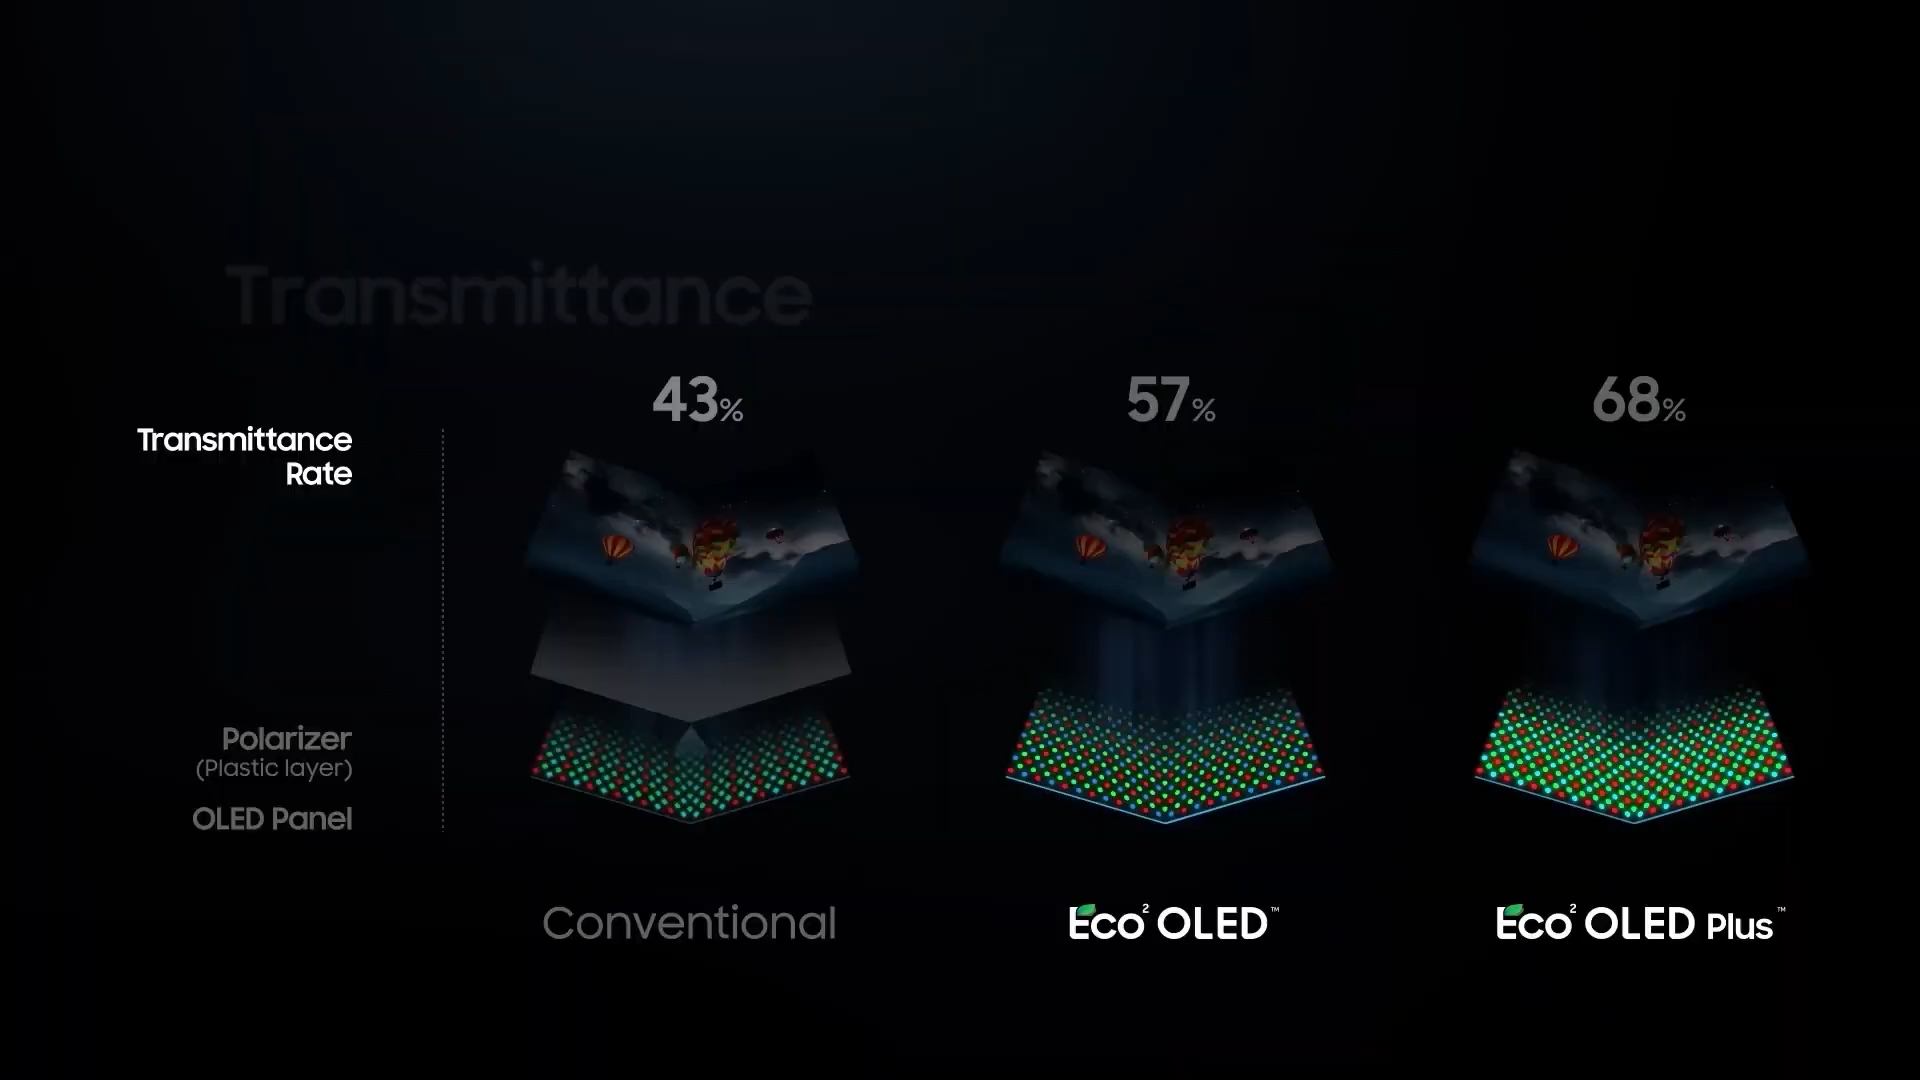 Transmittance
43%
57%
68%
Transmittance
Rate
Polarizer
(Plastic layer)
OLED Panel
Conventional
Eco² OLED™
Eco² OLED Plus™